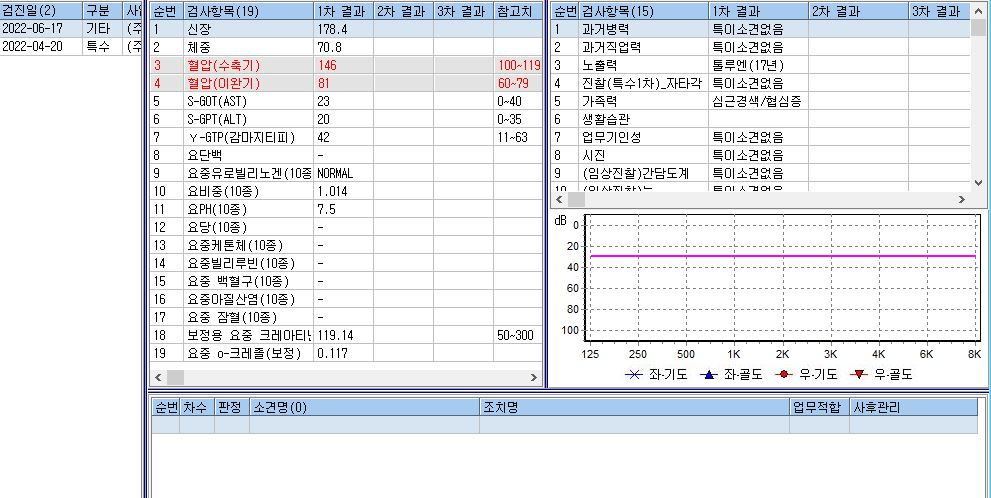 검진일(2) 구분 사
2022-06-17 기타 (주
2022-04-20 특수 (주
순번 검사항목(19) 1차 결과 2차 결과 3차 결과 참고치
1 신장 178.4
2 체중 70.8
3 혈압(수축기) 146 100~119
4 혈압(이완기) 81 60~79
5 S-GOT(AST) 23 0~40
6 S-GPT(ALT) 20 0~35
7 Υ-GTP(감마지티피) 42 11~63
8 요단백 -
9 요중유로빌리노겐(10종 NORMAL
10 요비중(10종) 1.014
11 요PH(10종) 7.5
12 요당(10종) -
13 요중케톤체(10종) -
14 요중빌리루빈(10종) -
15 요중 백혈구(10종) -
16 요중아질산염(10종) -
17 요중 잠혈(10종) -
18 보정용 요중 크레아티닌 119.14 50~300
19 요중 o-크레졸(보정) 0.117
순번 검사항목(15) 1차 결과 2차 결과 3차 결과
1 과거병력 특이소견없음
2 과거직업력 특이소견없음
3 노출력 톨루엔(17년)
4 진찰(특수1차)_자타각 특이소견없음
5 가족력 심근경색/협심증
6 생활습관
7 업무기인성 특이소견없음
8 시진 특이소견없음
9 (임상진찰)간담도계 특이소견없음
10 (임상진찰)눈 특이소견없음
dB
0
20
40
60
80
100
125 250 500 1K 2K 3K 4K 6K 8K
좌-기도 좌-골도 우-기도 우-골도
순번 차수 판정 소견명(0) 조치명 업무적합 사후관리